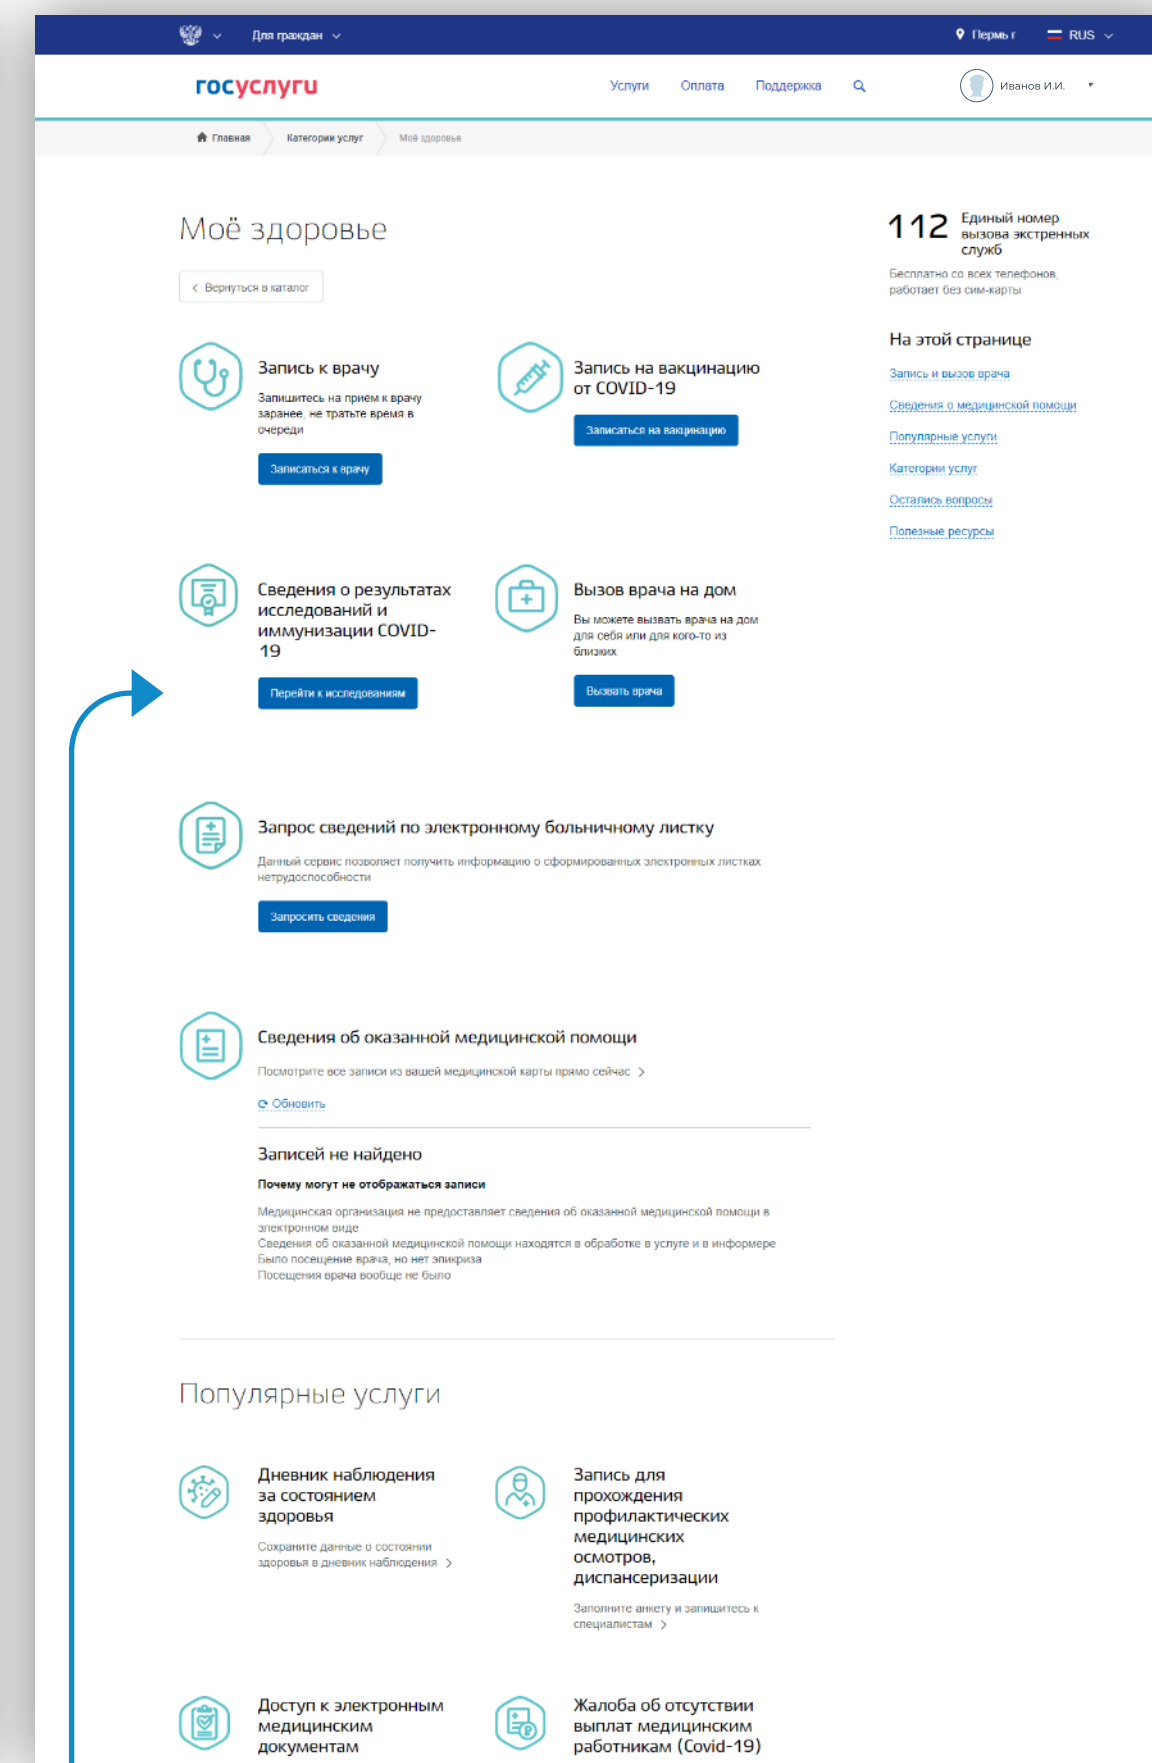 Для граждан
Пермь г
RUS
госуслуги
Услуги
Оплата
Поддержка
Иванов И.И.
Главная
Категории услуг
Моё здоровье
Моё здоровье
Вернуться в каталог
Запись к врачу
Запишитесь на прием к врачу
заранее, не тратьте время в
очереди
Записаться к врачу
Запись на вакцинацию
от COVID-19
Записаться на вакцинацию
Сведения о результатах
исследований и
иммунизации COVID-
19
Перейти к исследованиям
Вызов врача на дом
Вы можете вызвать врача на дом
для себя или для кого-то из
близких
Вызвать врача
Запрос сведений по электронному больничному листку
Данный сервис позволяет получить информацию о сформированных электронных листках
нетрудоспособности
Запросить сведения
Сведения об оказанной медицинской помощи
Посмотрите все записи из вашей медицинской карты прямо сейчас
Обновить
Записей не найдено
Почему могут не отображаться записи
Медицинская организация не предоставляет сведения об оказанной медицинской помощи в
электронном виде
Сведения об оказанной медицинской помощи находятся в обработке в услуге и в информере
Было посещение врача, но нет эпикриза
Посещения врача вообще не было
Популярные услуги
Дневник наблюдения
за состоянием
здоровья
Сохраните данные о состоянии
здоровья в дневник наблюдения
Запись для
прохождения
профилактических
медицинских
осмотров,
диспансеризации
Заполните анкету и запишитесь к
специалистам
Доступ к электронным
медицинским
документам
Жалоба об отсутствии
выплат медицинским
работникам (Covid-19)
112
Единый номер
вызова экстренных
служб
Бесплатно со всех телефонов,
работает без сим-карты
На этой странице
Запись и вызов врача
Сведения о медицинской помощи
Популярные услуги
Категории услуг
Остались вопросы
Полезные ресурсы